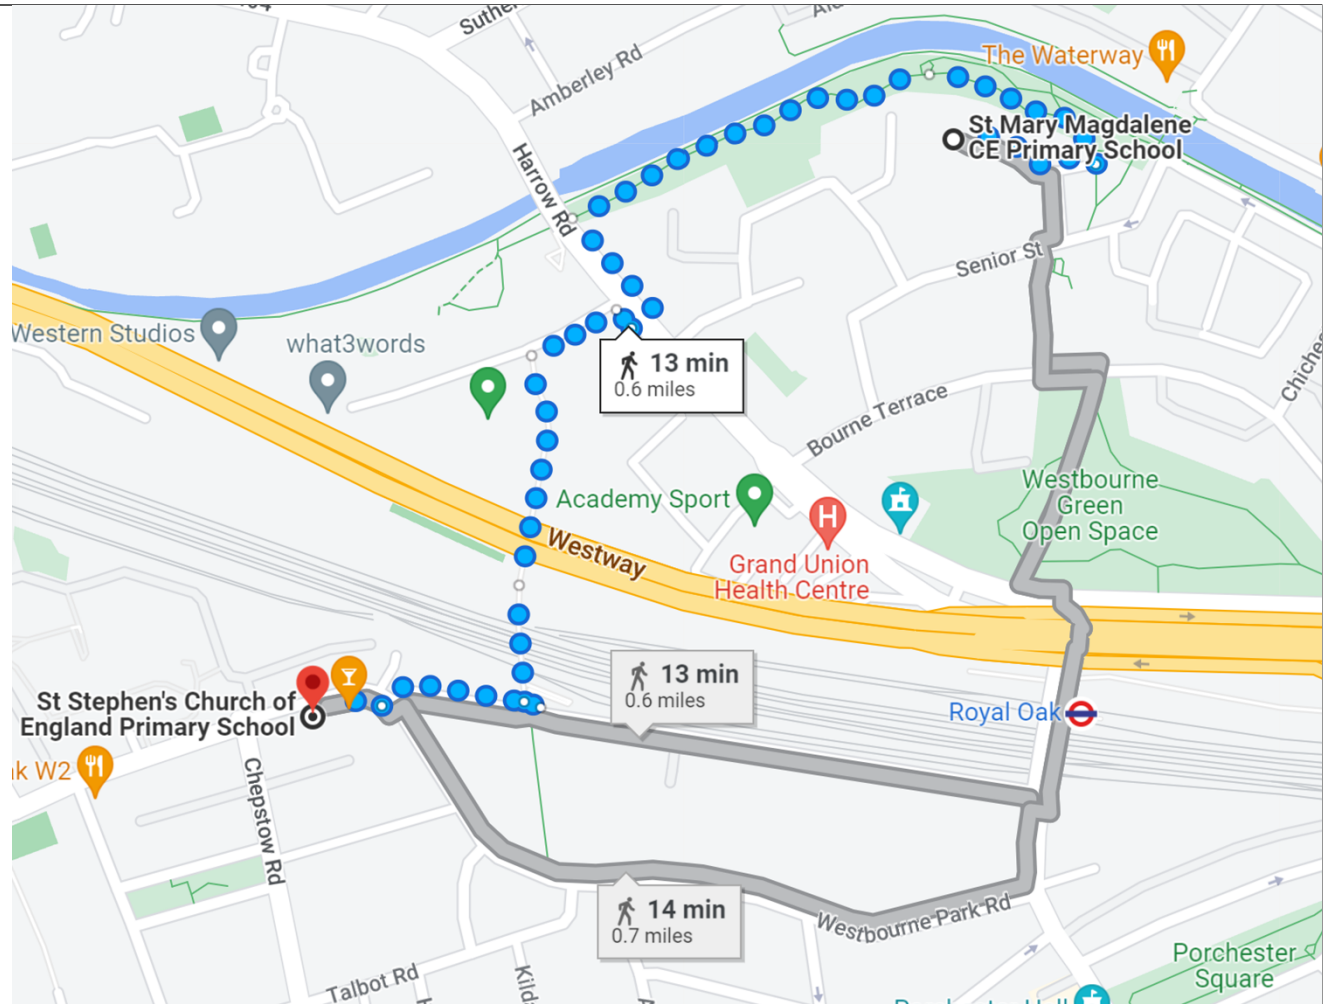 Amberley Rd
The Waterway
St Mary Magdalene
CE Primary School
Harrow Rd
Senior St
Western Studios
what3words
13 min
0.6 miles
Bourne Terrace
Academy Sport
Westbourne
Green
Open Space
Westway
Grand Union
Health Centre
H
13 min
0.6 miles
St Stephen's Church of
England Primary School
Royal Oak
k W2
Chepstow Rd
14 min
0.7 miles
Westbourne Park Rd
Porchester
Square
Talbot Rd